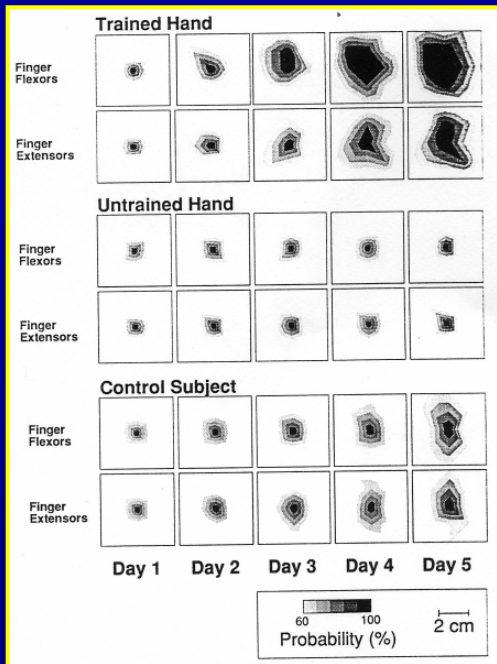 Trained Hand
Finger
Flexors
Finger
Extensors
Untrained Hand
Finger
Flexors
Finger
Extensors
Control Subject
Finger
Flexors
Finger
Extensors
Day 1 Day 2 Day 3 Day 4 Day 5
60 100
Probability (%)
2 cm